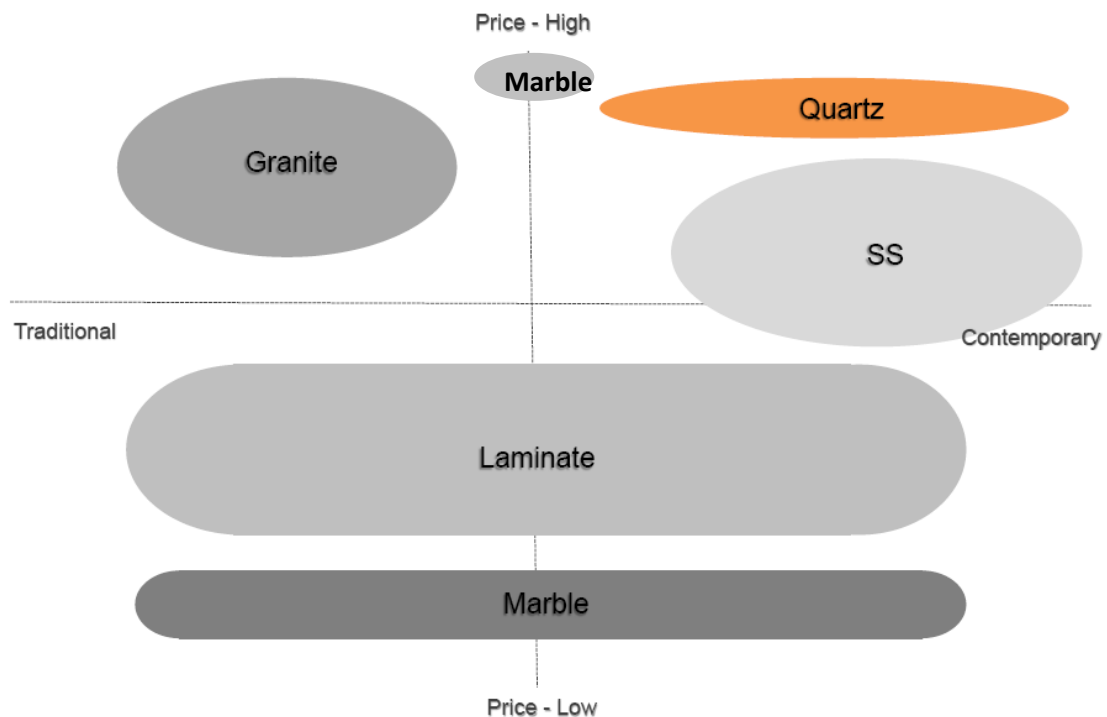 Price - High
Marble
Quartz
Granite
SS
Traditional
Contemporary
Laminate
Marble
Price - Low